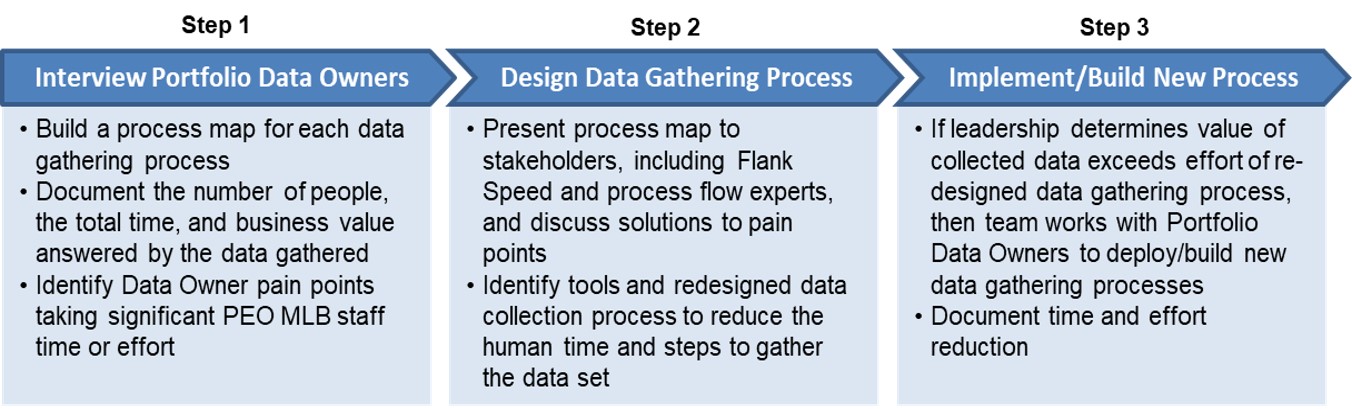 Step 1
Interview Portfolio Data Owners
• Build a process map for each data
gathering process
• Document the number of people,
the total time, and business value
answered by the data gathered
• Identify Data Owner pain points
taking significant PEO MLB staff
time or effort
Step 2
Design Data Gathering Process
• Present process map to
stakeholders, including Flank
Speed and process flow experts,
and discuss solutions to pain
points
• Identify tools and redesigned data
collection process to reduce the
human time and steps to gather
the data set
Step 3
Implement/Build New Process
• If leadership determines value of
collected data exceeds effort of re-
designed data gathering process,
then team works with Portfolio
Data Owners to deploy/build new
data gathering processes
• Document time and effort
reduction